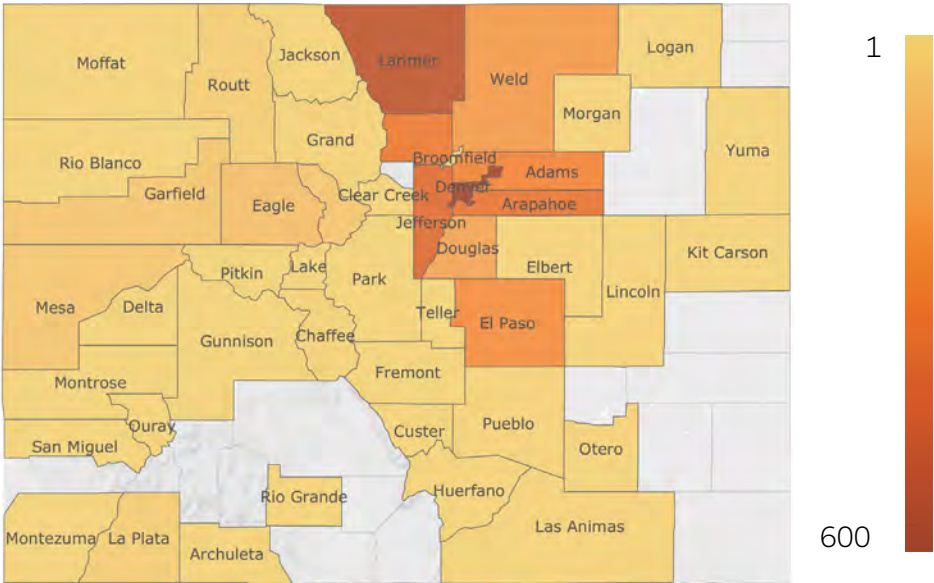 Moffat
Routt
Jackson
Larimer
Weld
Logan
Morgan
Grand
Rio Blanco
Yuma
Garfield
Eagle
Clear Creek
Broomfield
Denver
Adams
Arapahoe
Jefferson
Douglas
Elbert
Kit Carson
Lincoln
Pitkin
Lake
Park
Mesa
Delta
Teller
El Paso
Gunnison
Chaffee
Montrose
Fremont
Ouray
San Miguel
Custer
Pueblo
Otero
Rio Grande
Huerfano
Montezuma
La Plata
Archuleta
Las Animas
1
600